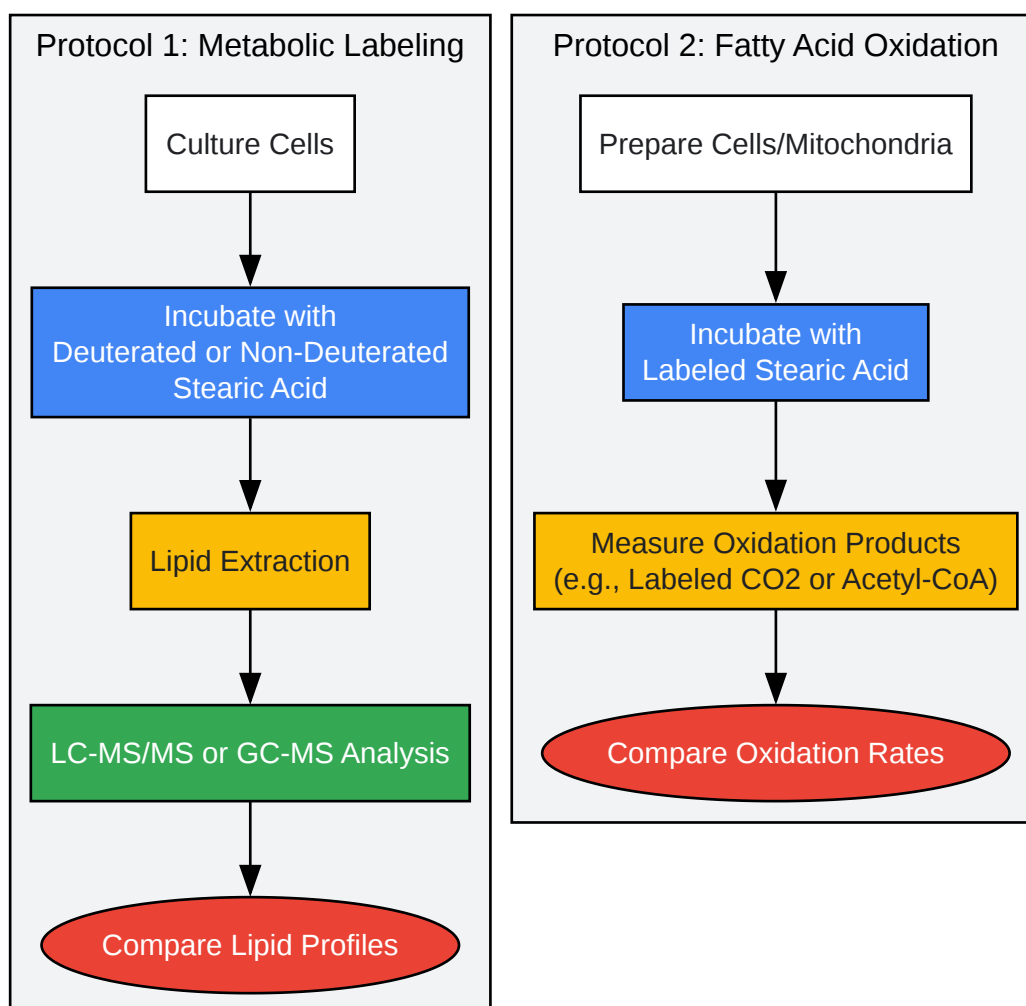 Protocol 1: Metabolic Labeling
Culture Cells
Incubate with
Deuterated or Non-Deuterated
Stearic Acid
Lipid Extraction
LC-MS/MS or GC-MS Analysis
Compare Lipid Profiles
Protocol 2: Fatty Acid Oxidation
Prepare Cells/Mitochondria
Incubate with
Labeled Stearic Acid
Measure Oxidation Products
(e.g., Labeled CO2 or Acetyl-CoA)
Compare Oxidation Rates